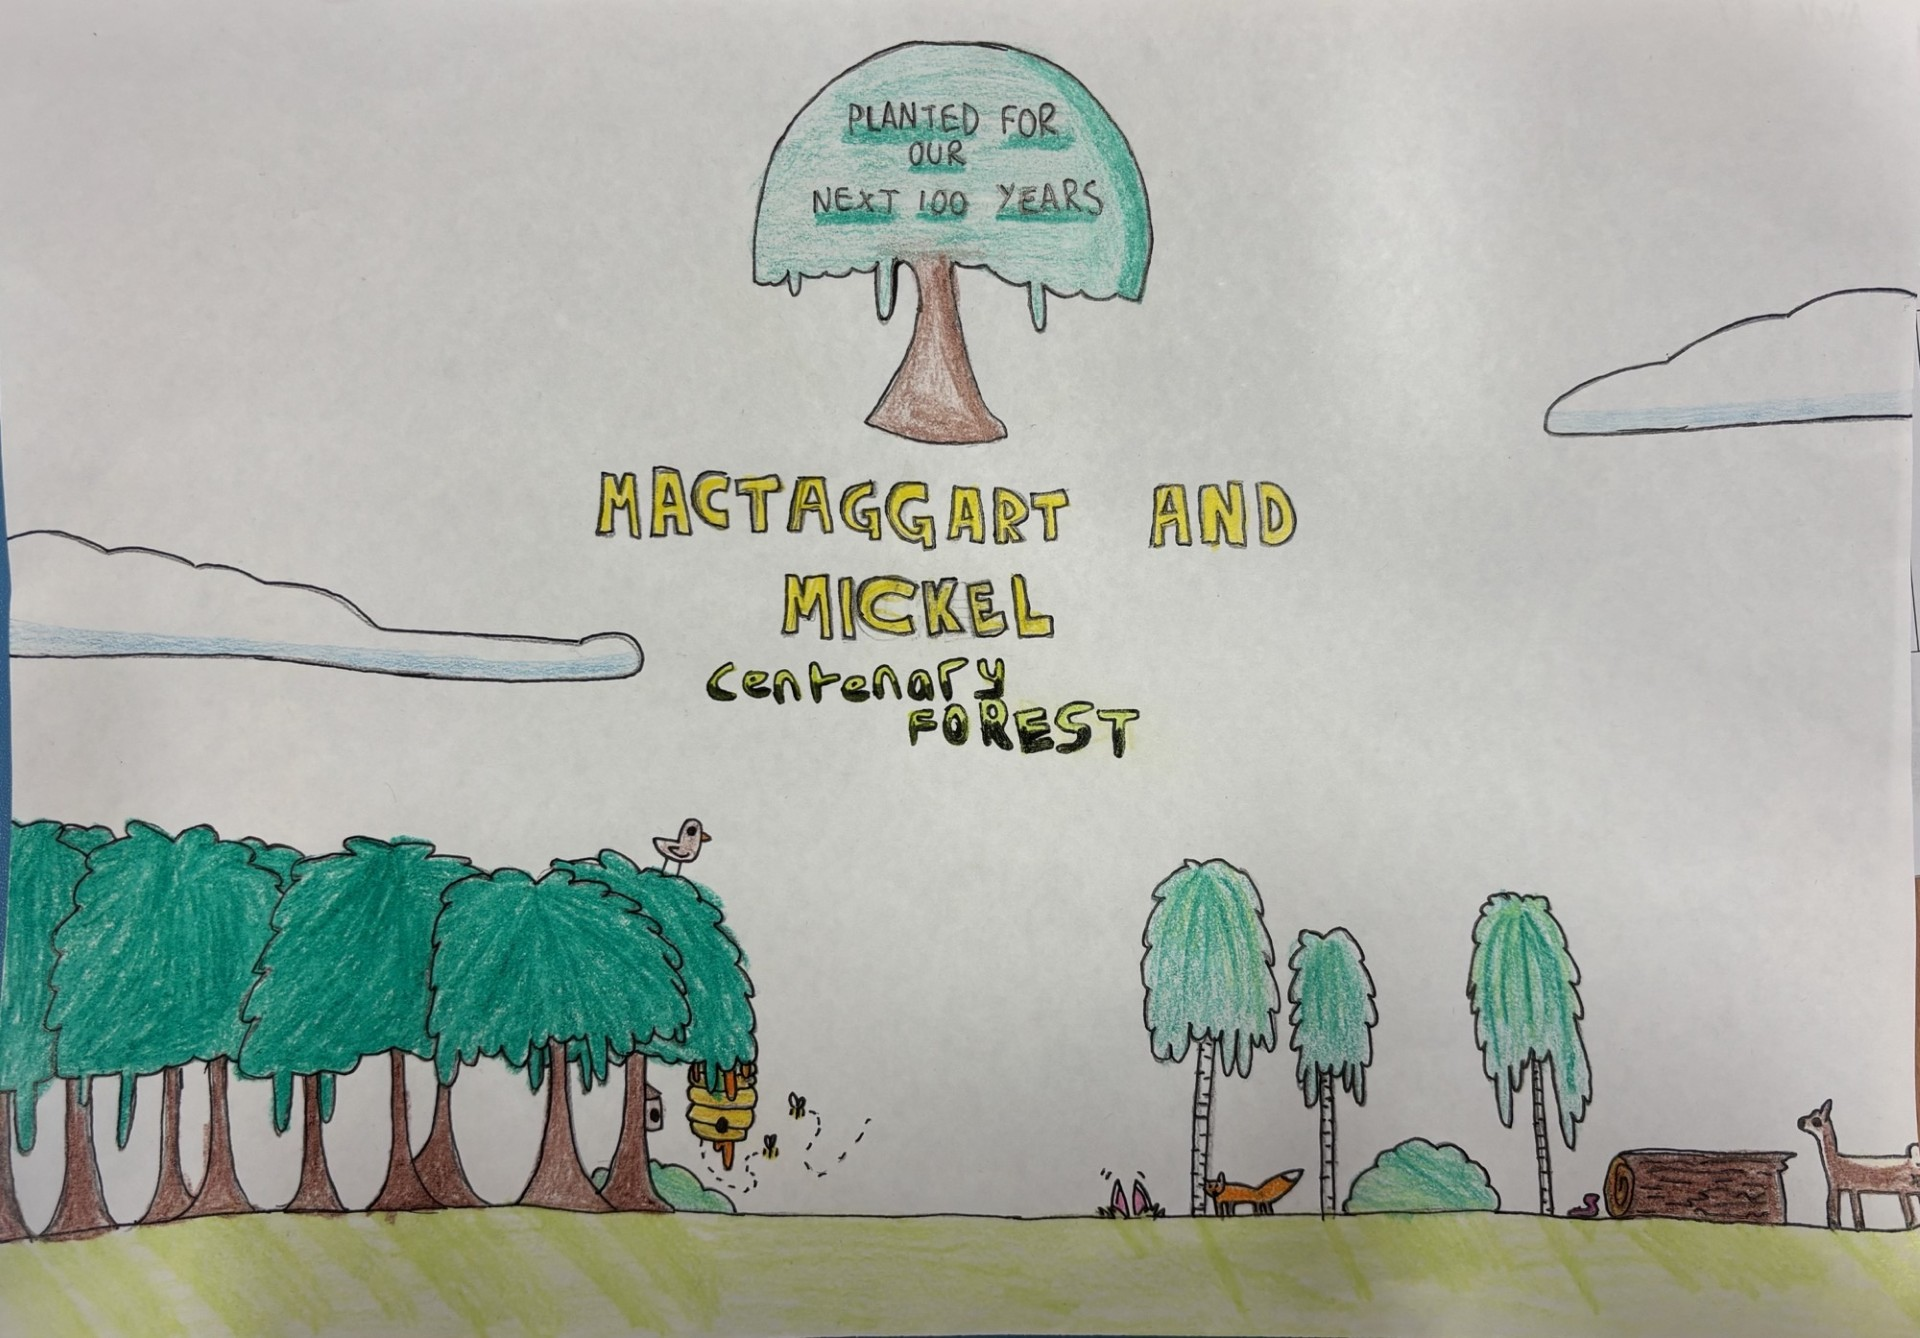 PLANTED FOR
OUR
NEXT 100 YEARS
MACTAGGART AND
MICKEL
centenary
FOREST